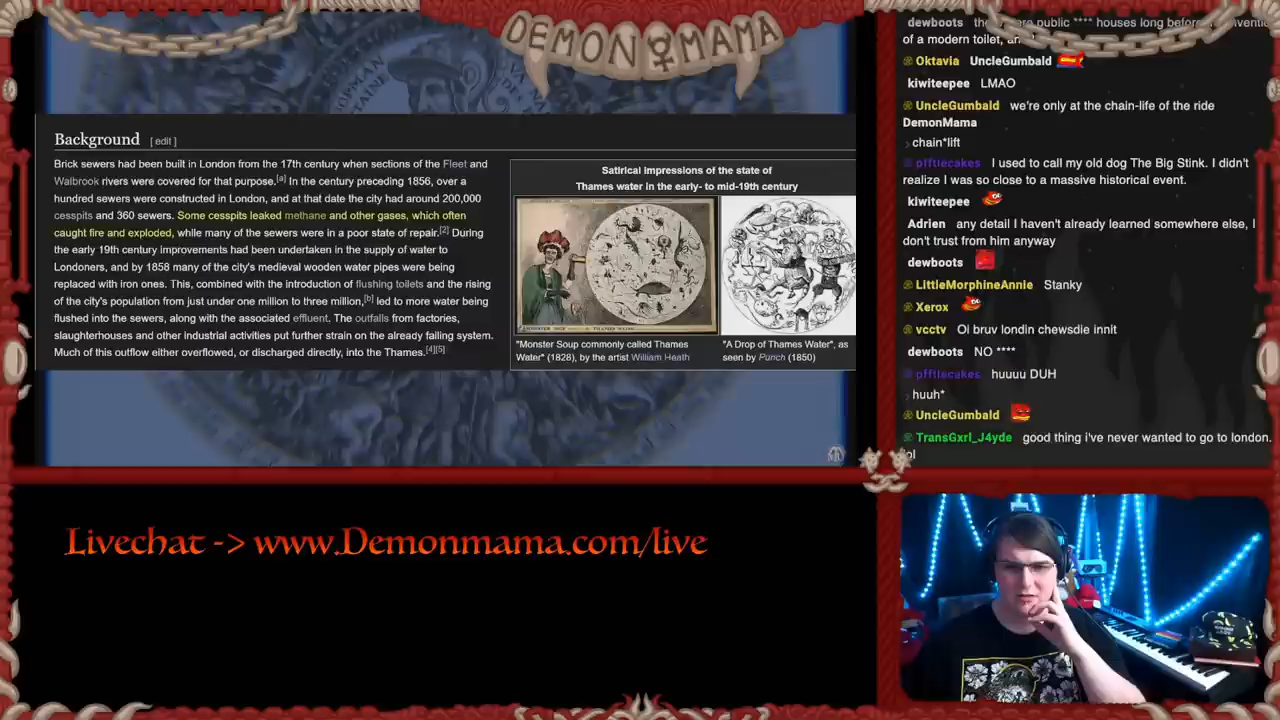 DEMON MAMA
Background [ edit ]
Brick sewers had been built in London from the 17th century when sections of the Fleet and
Walbrook rivers were covered for that purpose.[a] In the century preceding 1856, over a
hundred sewers were constructed in London, and at that date the city had around 200,000
cesspits and 360 sewers. Some cesspits leaked methane and other gases, which often
caught fire and exploded, while many of the sewers were in a poor state of repair.[2] During
the early 19th century improvements had been undertaken in the supply of water to
Londoners, and by 1858 many of the city's medieval wooden water pipes were being
replaced with iron ones. This, combined with the introduction of flushing toilets and the rising
of the city's population from just under one million to three million,[b] led to more water being
flushed into the sewers, along with the associated effluent. The outfalls from factories,
slaughterhouses and other industrial activities put further strain on the already failing system.
Much of this outflow either overflowed, or discharged directly, into the Thames.[4][5]
Satirical impressions of the state of
Thames water in the early- to mid-19th century
"Monster Soup commonly called Thames
Water" (1828), by the artist William Heath
"A Drop of Thames Water", as
seen by Punch (1850)
Livechat -> www.Demonmama.com/live
dewboots public **** houses long before
of a modern toilet,
Oktavia UncleGumbald
kiwiteepee LMAO
UncleGumbald we're only at the chain-life of the ride
DemonMama
chain*lift
pfftlecakes I used to call my old dog The Big Stink. I didn't
realize I was so close to a massive historical event.
kiwiteepee
Adrien any detail I haven't already learned somewhere else, I
don't trust from him anyway
dewboots
LittleMorphineAnnie Stanky
Xerox
vcctv Oi bruv londin chewsdie innit
dewboots NO ****
pfftlecakes huuuu DUH
huuh*
UncleGumbald
TransGxrl_J4yde good thing i've never wanted to go to london.